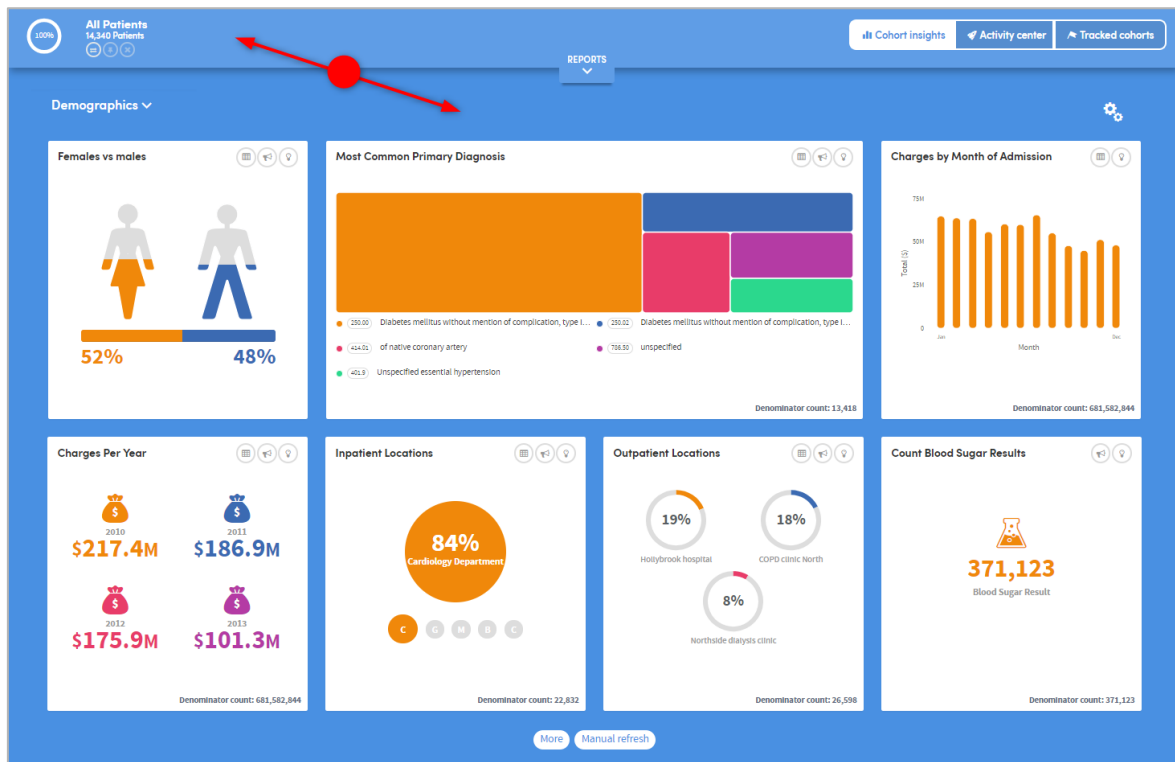 100%
All Patients
14,340 Patients
Cohort insights
Activity center
Tracked cohorts
REPORTS
Demographics
Females vs males
52%
48%
Most Common Primary Diagnosis
250.00 Diabetes mellitus without mention of complication, type I...
250.02 Diabetes mellitus without mention of complication, type I...
414.01 of native coronary artery
unspecified
401.9 Unspecified essential hypertension
Denominator count: 13,418
Charges by Month of Admission
75M
50M
25M
0
Total ($)
Jan
Dec
Month
Denominator count: 681,582,844
Charges Per Year
$ $
2010 2011
$217.4M $186.9M
$ $
2012 2013
$175.9M $101.3M
Denominator count: 681,582,844
Inpatient Locations
84%
Cardiology Department
C G M B C
Denominator count: 22,832
Outpatient Locations
19%
Hollybrook hospital
18%
COPD clinic North
8%
Northside dialysis clinic
Denominator count: 26,598
Count Blood Sugar Results
371,123
Blood Sugar Result
Denominator count: 371,123
More
Manual refresh